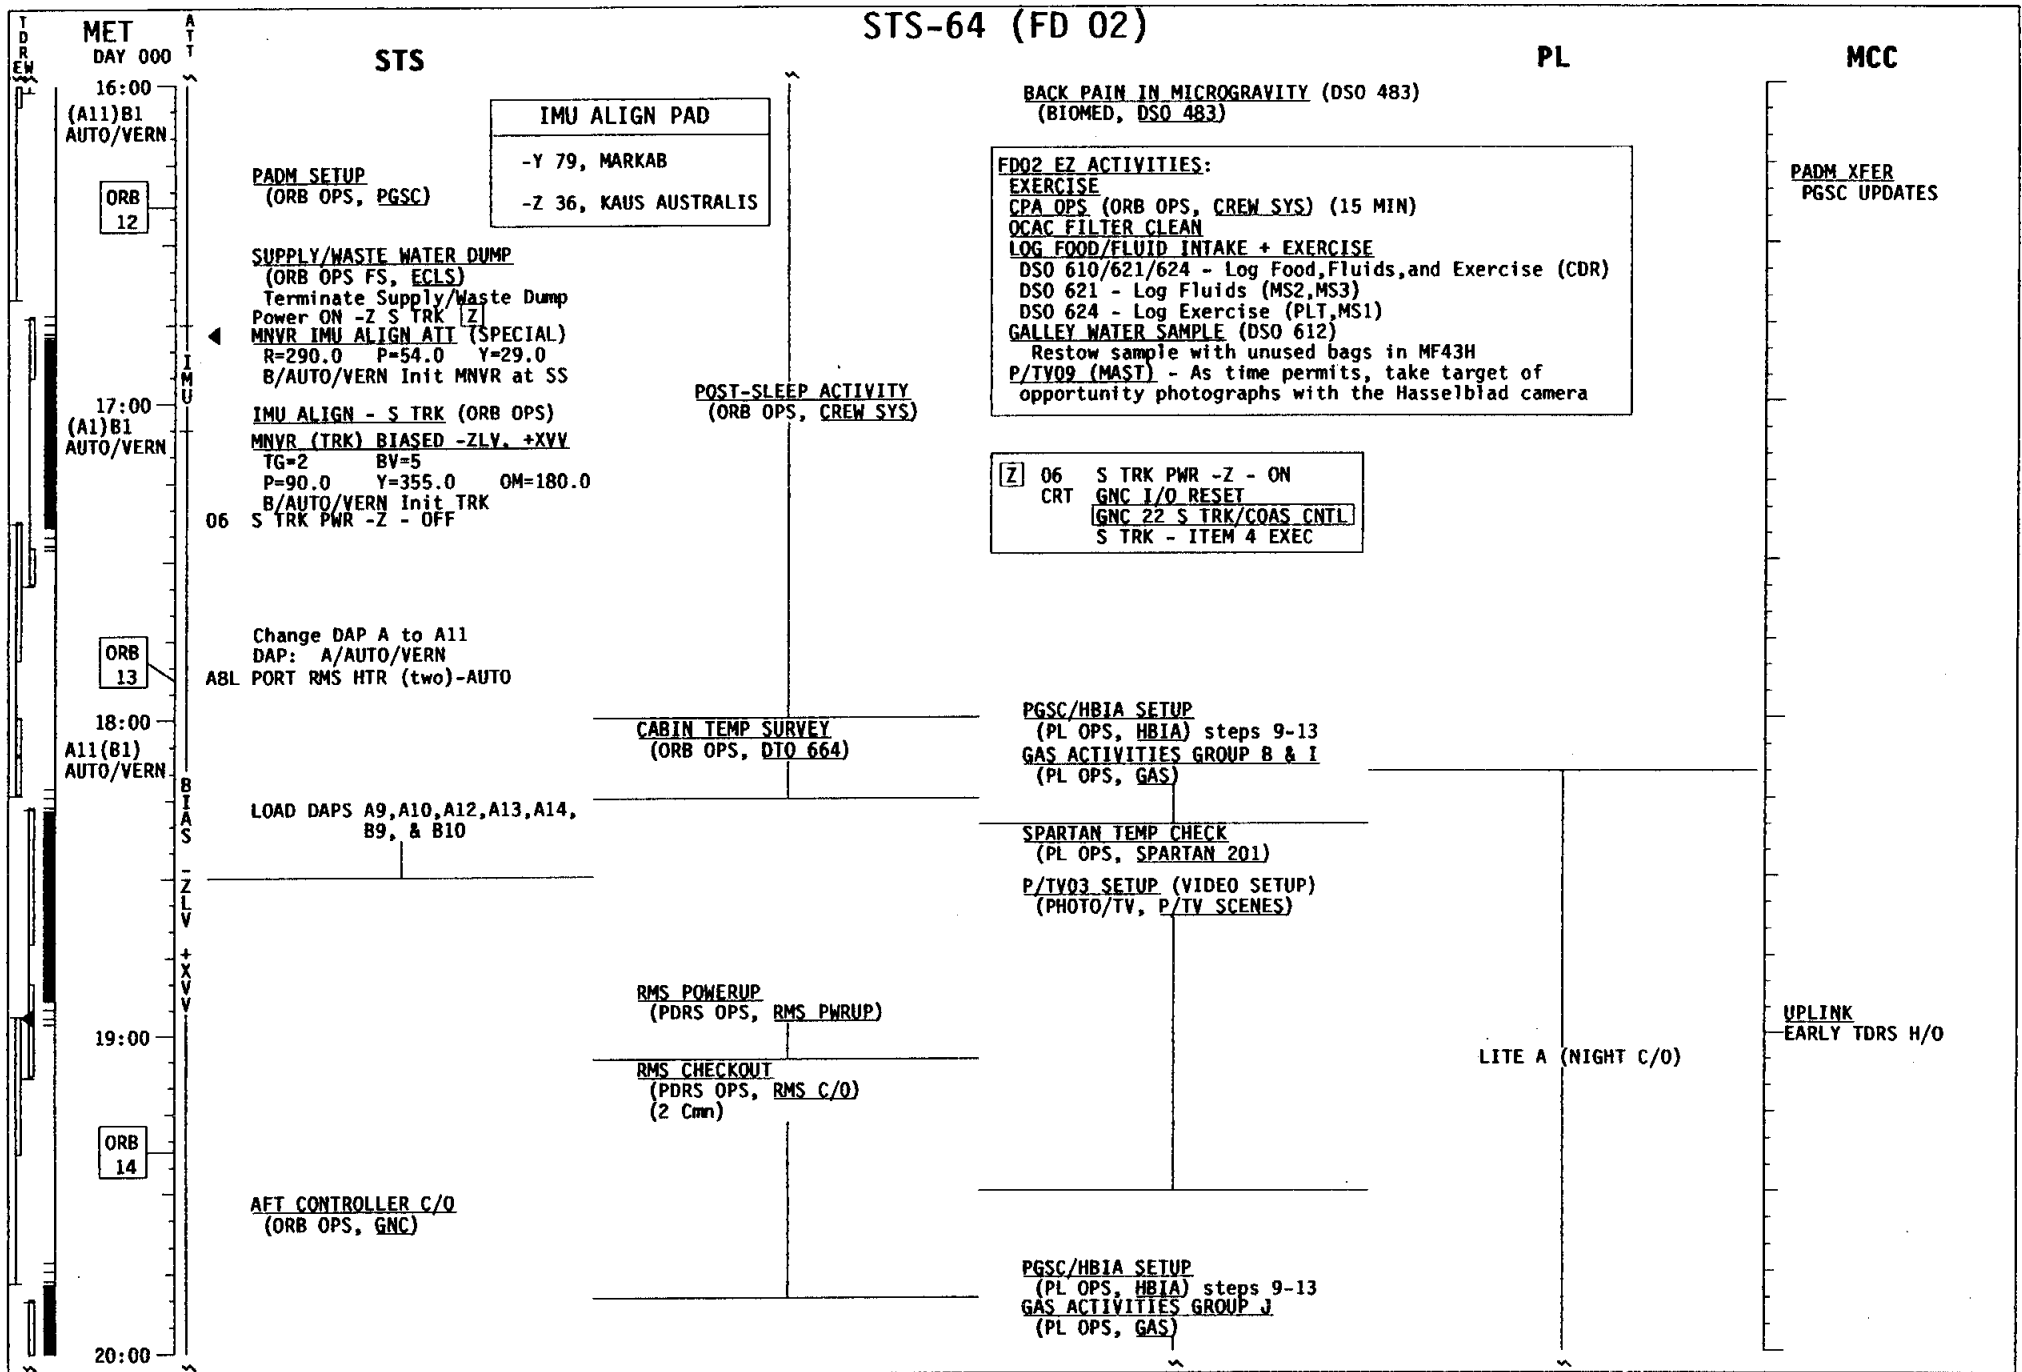 STS-64 (FD 02)
TDRS
EW
MET
DAY 000
ATT
STS
PL
MCC
16:00
(A11)B1
AUTO/VERN
ORB
12
17:00
(A1)B1
AUTO/VERN
ORB
13
18:00
A11(B1)
AUTO/VERN
19:00
ORB
14
20:00
IMU
BIAS -ZLV +XVV
PADM SETUP
(ORB OPS, PGSC)
IMU ALIGN PAD
-Y 79, MARKAB
-Z 36, KAUS AUSTRALIS
SUPPLY/WASTE WATER DUMP
(ORB OPS FS, ECLS)
Terminate Supply/Waste Dump
Power ON -Z S TRK Z
MNVR IMU ALIGN ATT (SPECIAL)
R=290.0 P=54.0 Y=29.0
B/AUTO/VERN Init MNVR at SS
IMU ALIGN - S TRK (ORB OPS)
MNVR (TRK) BIASED -ZLV, +XVV
TG=2 BV=5
P=90.0 Y=355.0 OM=180.0
B/AUTO/VERN Init TRK
06 S TRK PWR -Z - OFF
Change DAP A to A11
DAP: A/AUTO/VERN
A8L PORT RMS HTR (two)-AUTO
LOAD DAPS A9,A10,A12,A13,A14,
B9, & B10
AFT CONTROLLER C/O
(ORB OPS, GNC)
POST-SLEEP ACTIVITY
(ORB OPS, CREW SYS)
CABIN TEMP SURVEY
(ORB OPS, DTO 664)
RMS POWERUP
(PDRS OPS, RMS PWRUP)
RMS CHECKOUT
(PDRS OPS, RMS C/O)
(2 Cmn)
BACK PAIN IN MICROGRAVITY (DSO 483)
(BIOMED, DSO 483)
FD02 EZ ACTIVITIES:
EXERCISE
CPA OPS (ORB OPS, CREW SYS) (15 MIN)
OCAC FILTER CLEAN
LOG FOOD/FLUID INTAKE + EXERCISE
DSO 610/621/624 - Log Food,Fluids,and Exercise (CDR)
DSO 621 - Log Fluids (MS2,MS3)
DSO 624 - Log Exercise (PLT,MS1)
GALLEY WATER SAMPLE (DSO 612)
Restow sample with unused bags in MF43H
P/TV09 (MAST) - As time permits, take target of
opportunity photographs with the Hasselblad camera
Z 06 S TRK PWR -Z - ON
CRT GNC I/O RESET
GNC 22 S TRK/COAS CNTL
S TRK - ITEM 4 EXEC
PGSC/HBIA SETUP
(PL OPS, HBIA) steps 9-13
GAS ACTIVITIES GROUP B & I
(PL OPS, GAS)
SPARTAN TEMP CHECK
(PL OPS, SPARTAN 201)
P/TV03 SETUP (VIDEO SETUP)
(PHOTO/TV, P/TV SCENES)
PGSC/HBIA SETUP
(PL OPS, HBIA) steps 9-13
GAS ACTIVITIES GROUP J
(PL OPS, GAS)
LITE A (NIGHT C/O)
PADM XFER
PGSC UPDATES
UPLINK
EARLY TDRS H/O